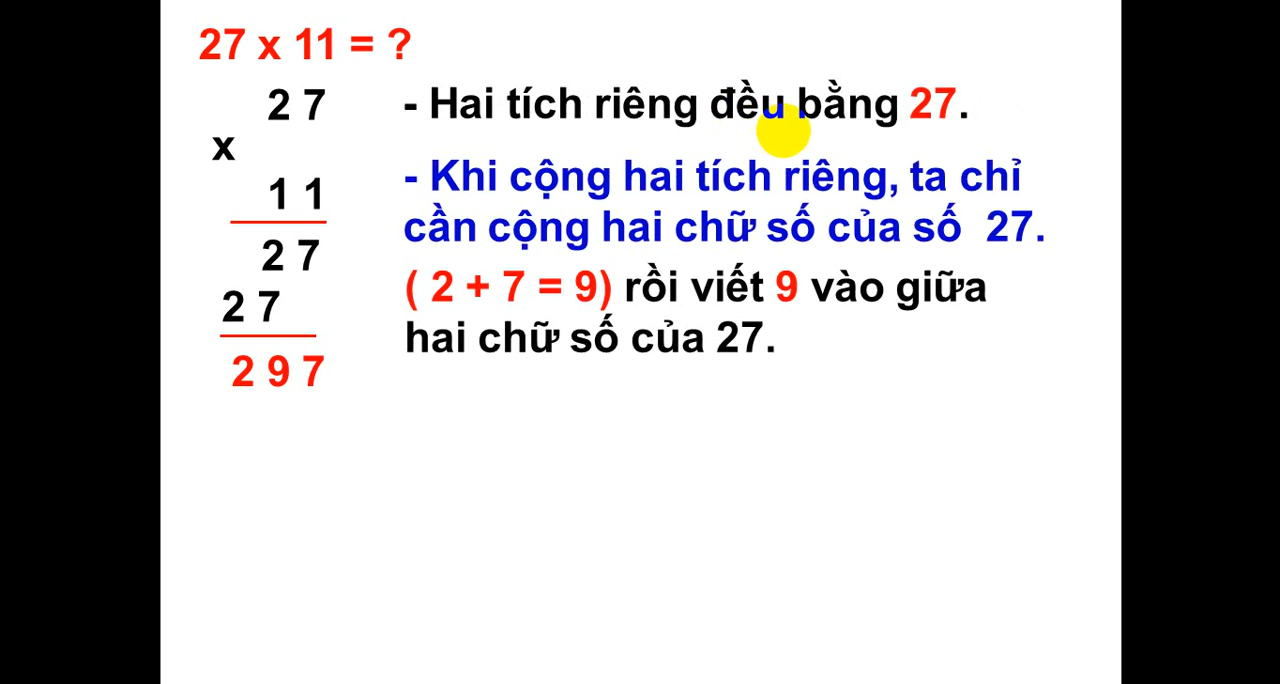 27 x 11 = ?
2 7
x
1 1
2 7
2 7
2 9 7
- Hai tích riêng đều bằng 27.
- Khi cộng hai tích riêng, ta chỉ
cần cộng hai chữ số của số 27.
( 2 + 7 = 9) rồi viết 9 vào giữa
hai chữ số của 27.